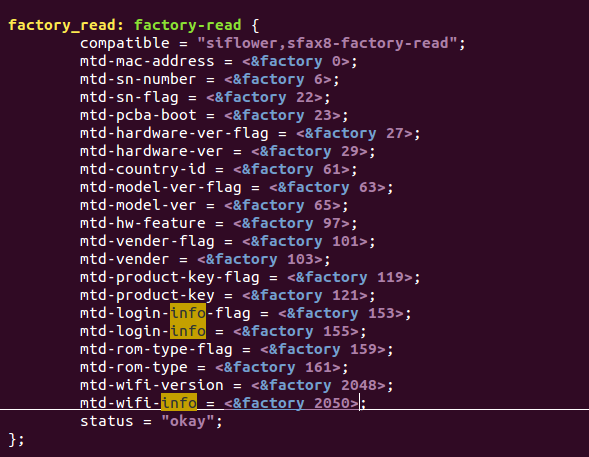 factory_read: factory-read {
compatible = "siflower,sfax8-factory-read";
mtd-mac-address = <&factory 0>;
mtd-sn-number = <&factory 6>;
mtd-sn-flag = <&factory 22>;
mtd-pcba-boot = <&factory 23>;
mtd-hardware-ver-flag = <&factory 27>;
mtd-hardware-ver = <&factory 29>;
mtd-country-id = <&factory 61>;
mtd-model-ver-flag = <&factory 63>;
mtd-model-ver = <&factory 65>;
mtd-hw-feature = <&factory 97>;
mtd-vender-flag = <&factory 101>;
mtd-vender = <&factory 103>;
mtd-product-key-flag = <&factory 119>;
mtd-product-key = <&factory 121>;
mtd-login-info-flag = <&factory 153>;
mtd-login-info = <&factory 155>;
mtd-rom-type-flag = <&factory 159>;
mtd-rom-type = <&factory 161>;
mtd-wifi-version = <&factory 2048>;
mtd-wifi-info = <&factory 2050>;
status = "okay";
};